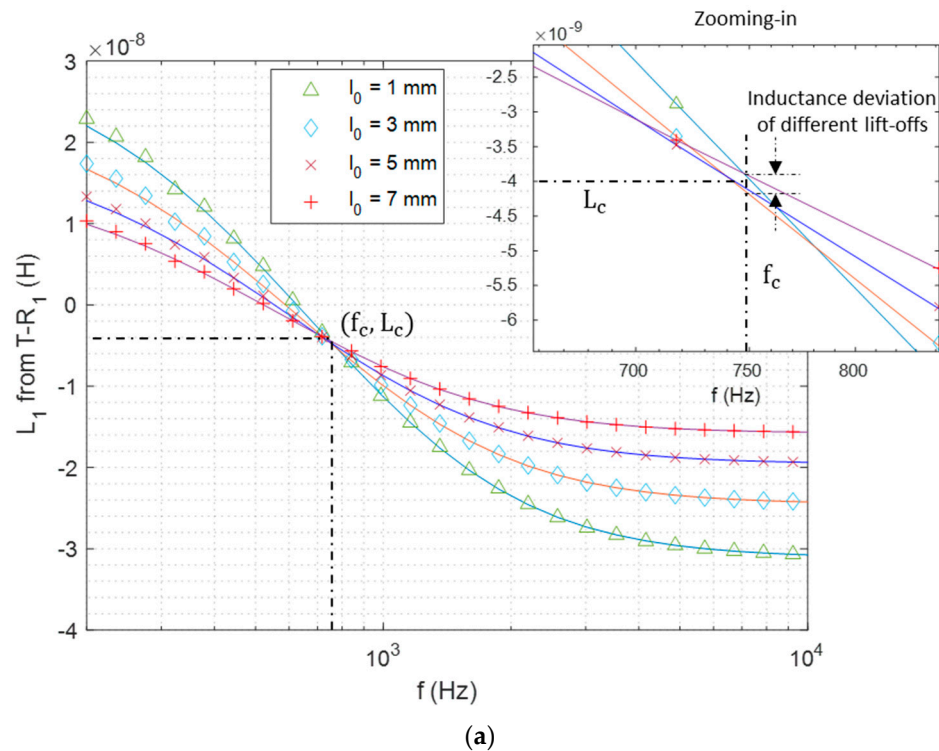 Zooming-in
×10⁻⁸
3
2
1
0
-1
-2
-3
-4
L₁ from T-R₁ (H)
l₀ = 1 mm
l₀ = 3 mm
l₀ = 5 mm
l₀ = 7 mm
(f_c, L_c)
10³
10⁴
f (Hz)
×10⁻⁹
-2.5
-3
-3.5
-4
-4.5
-5
-5.5
-6
Inductance deviation
of different lift-offs
L_c
f_c
700
750
800
f (Hz)
(a)